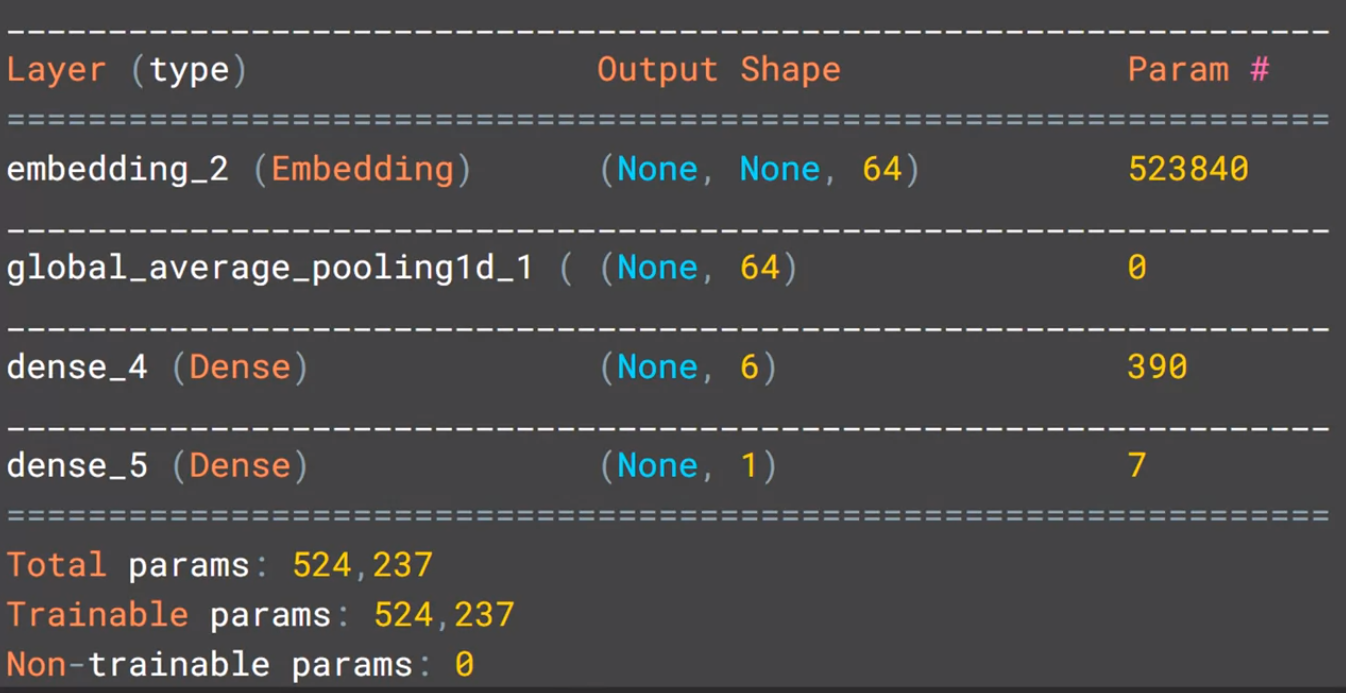 _________________________________________________________________
Layer (type)                 Output Shape              Param #
=================================================================
embedding_2 (Embedding)      (None, None, 64)          523840
_________________________________________________________________
global_average_pooling1d_1 ( (None, 64)                0
_________________________________________________________________
dense_4 (Dense)              (None, 6)                 390
_________________________________________________________________
dense_5 (Dense)              (None, 1)                 7
=================================================================
Total params: 524,237
Trainable params: 524,237
Non-trainable params: 0